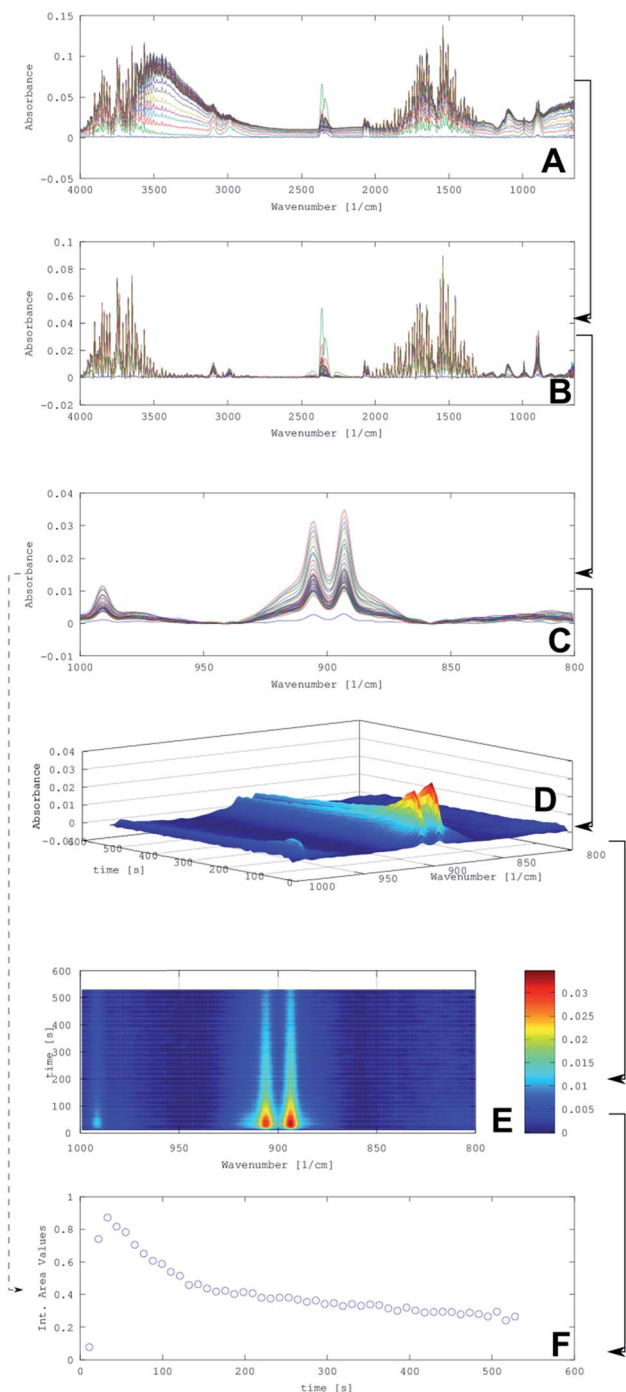 0.15
0.1
0.05
0
-0.05
Absorbance
4000 3500 3000 2500 2000 1500 1000
Wavenumber [1/cm]
A
0.1
0.08
0.06
0.04
0.02
0
-0.02
Absorbance
4000 3500 3000 2500 2000 1500 1000
Wavenumber [1/cm]
B
0.04
0.03
0.02
0.01
0
-0.01
Absorbance
1000 950 900 850 800
Wavenumber [1/cm]
C
0.04
0.03
0.02
0.01
0
Absorbance
500 400 300 200 100 0
time [s]
1000 950 900 850 800
Wavenumber [1/cm]
D
600
500
400
300
200
100
0
time [s]
1000 950 900 850 800
Wavenumber [1/cm]
E
0.03
0.025
0.02
0.015
0.01
0.005
0
1
0.8
0.6
0.4
0.2
0
Int. Area Values
0 100 200 300 400 500 600
time [s]
F